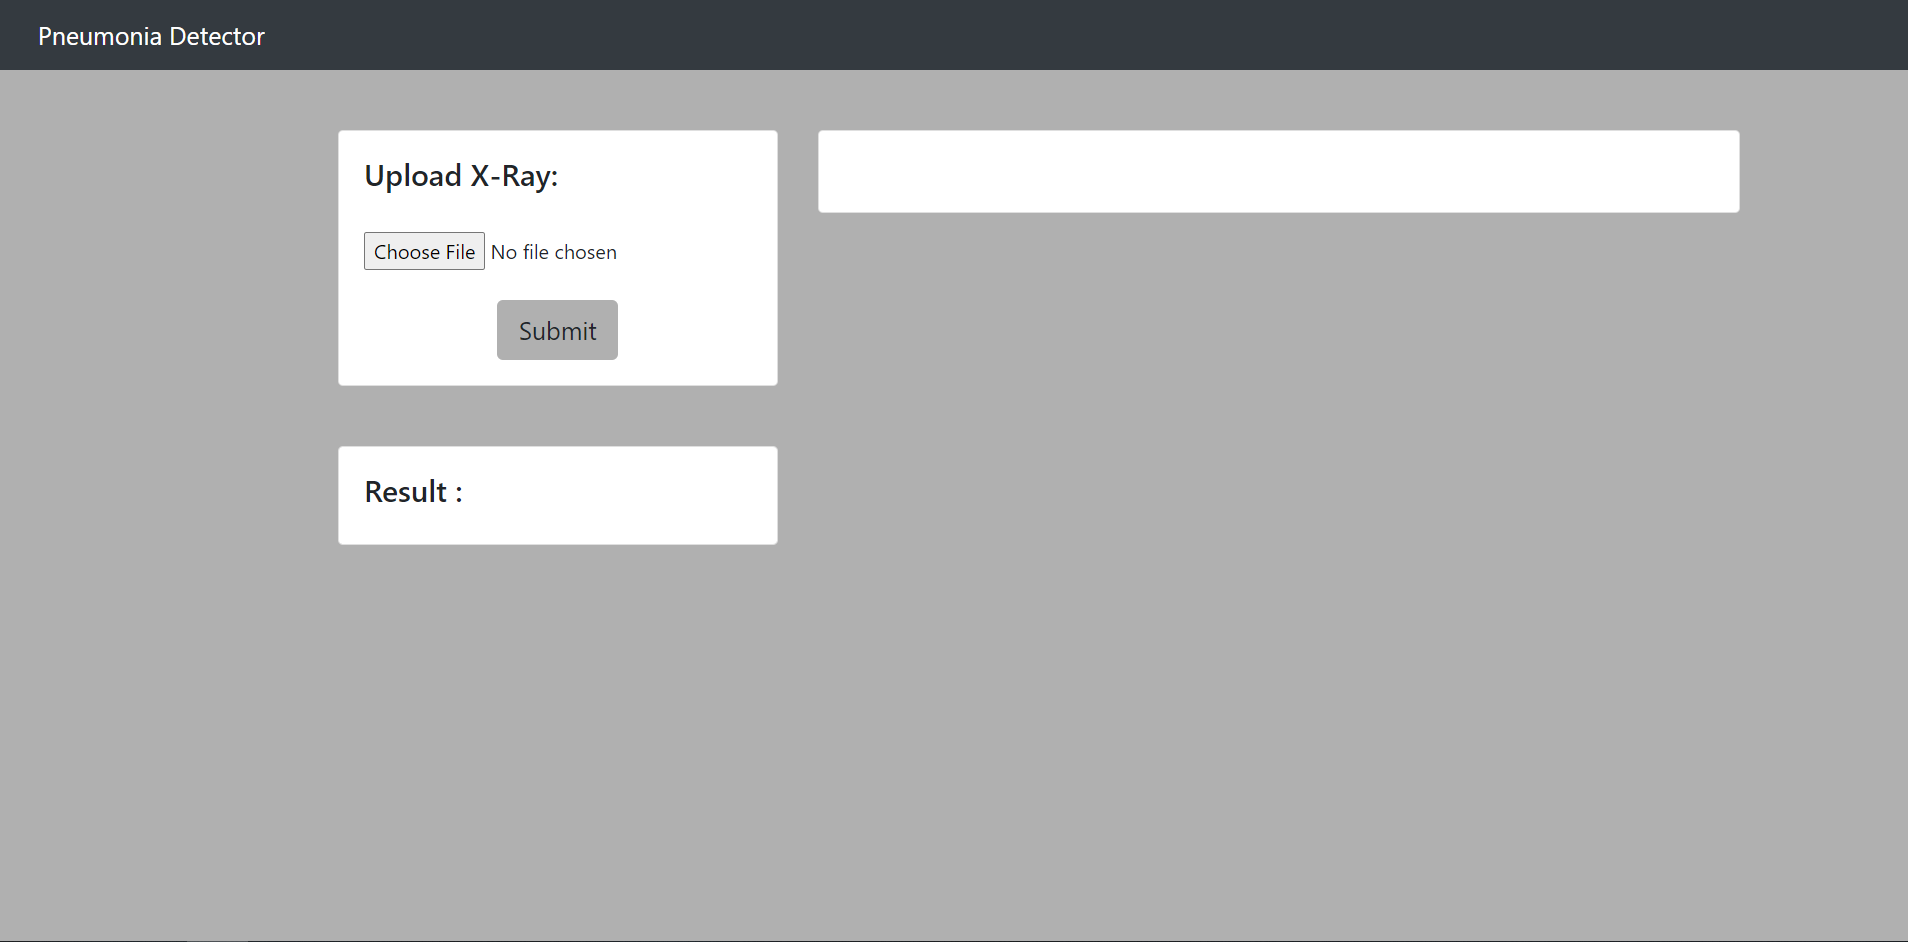 Pneumonia Detector
Upload X-Ray:
Choose File No file chosen
Submit
Result :